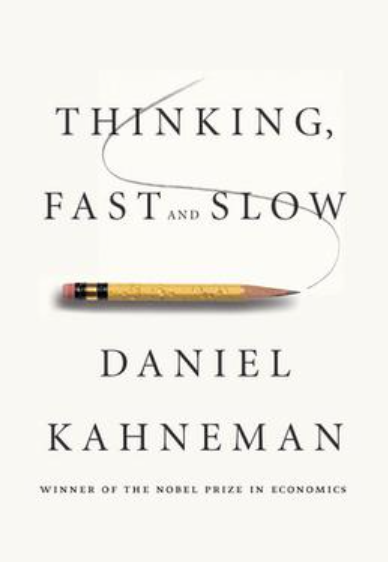 THINKING,
FAST AND SLOW
DANIEL
KAHNEMAN
WINNER OF THE NOBEL PRIZE IN ECONOMICS